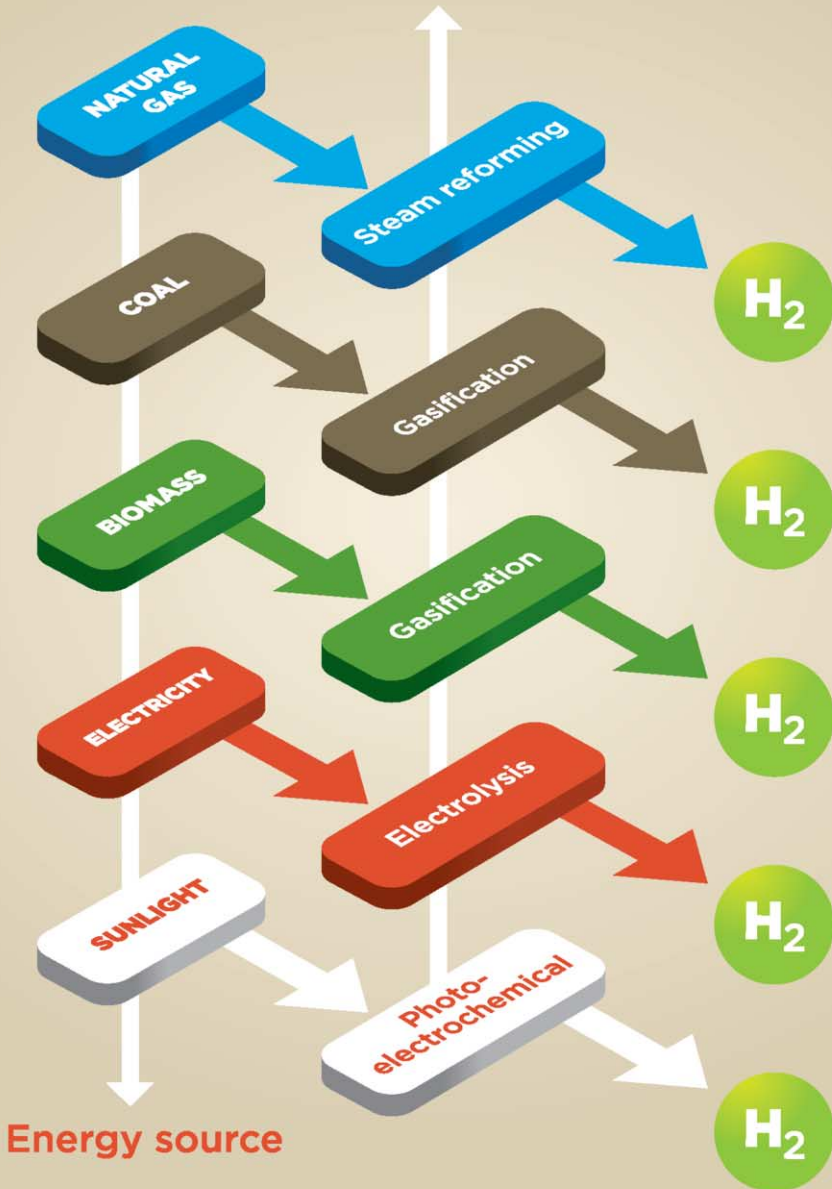 NATURAL
GAS
Steam reforming
H₂
COAL
Gasification
H₂
BIOMASS
Gasification
H₂
ELECTRICITY
Electrolysis
H₂
SUNLIGHT
Photo-
electrochemical
H₂
Energy source